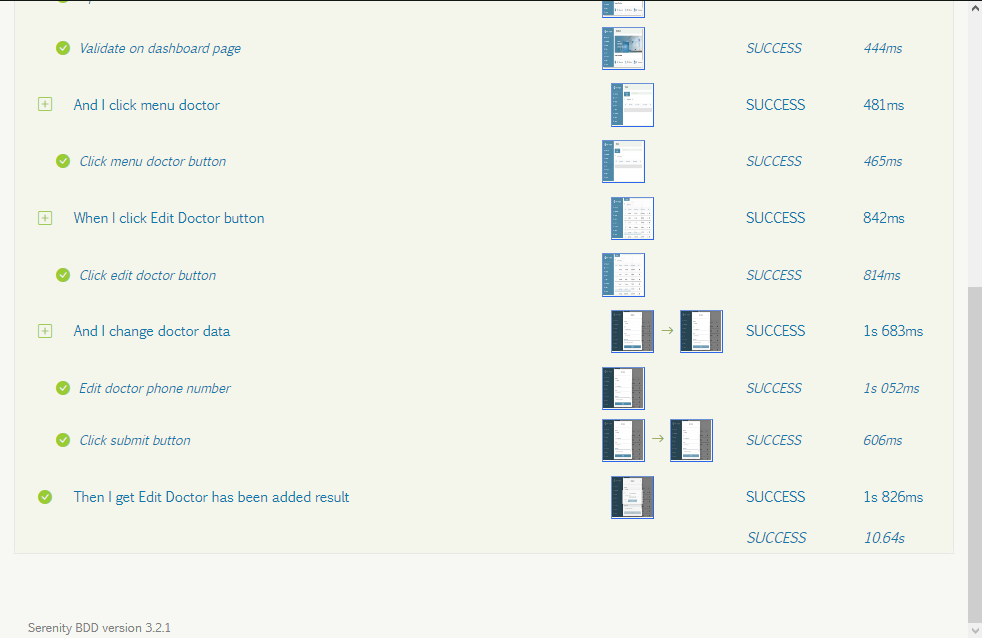 Validate on dashboard page SUCCESS 444ms
And I click menu doctor SUCCESS 481ms
Click menu doctor button SUCCESS 465ms
When I click Edit Doctor button SUCCESS 842ms
Click edit doctor button SUCCESS 814ms
And I change doctor data SUCCESS 1s 683ms
Edit doctor phone number SUCCESS 1s 052ms
Click submit button SUCCESS 606ms
Then I get Edit Doctor has been added result SUCCESS 1s 826ms
SUCCESS 10.64s
Serenity BDD version 3.2.1